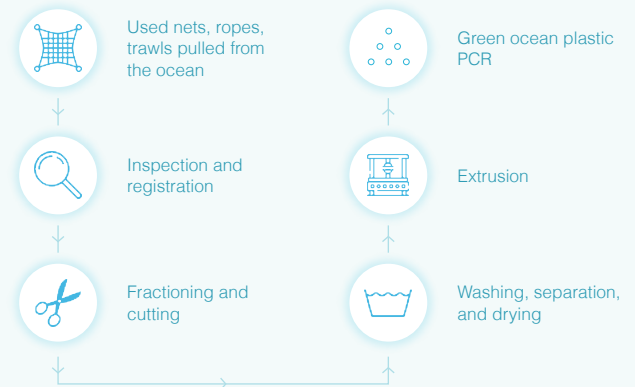 Used nets, ropes,
trawls pulled from
the ocean
Inspection and
registration
Fractioning and
cutting
Washing, separation,
and drying
Extrusion
Green ocean plastic
PCR